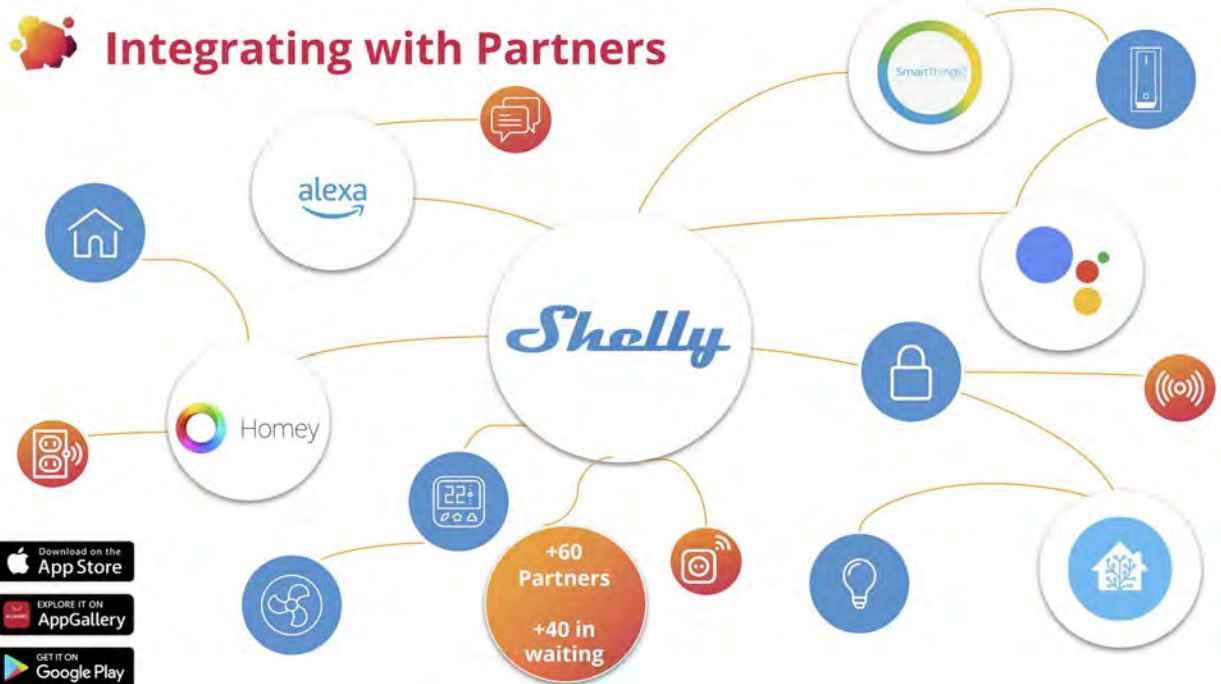 Integrating with Partners
SmartThings
alexa
Shelly
Homey
22
+60
Partners
+40 in
waiting
Download on the
App Store
HUAWEI
EXPLORE IT ON
AppGallery
GET IT ON
Google Play